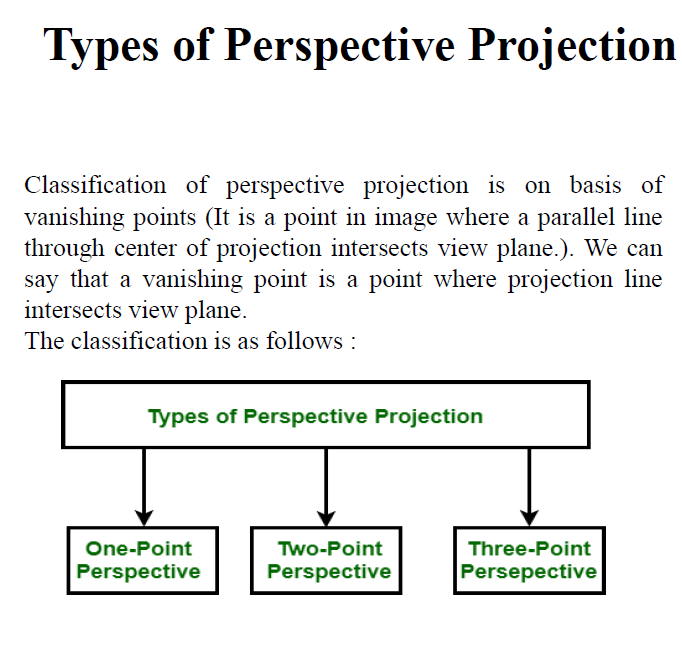 Types of Perspective Projection
Classification of perspective projection is on basis of
vanishing points (It is a point in image where a parallel line
through center of projection intersects view plane.). We can
say that a vanishing point is a point where projection line
intersects view plane.
The classification is as follows :
Types of Perspective Projection
One-Point
Perspective
Two-Point
Perspective
Three-Point
Persepective